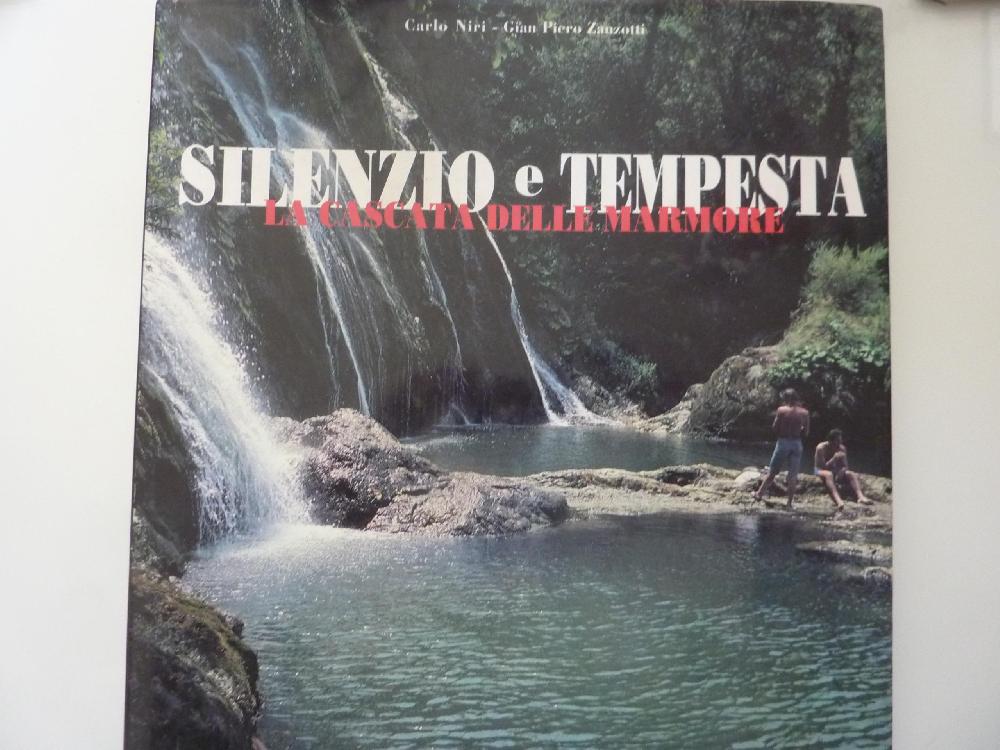 Carlo Niri - Gian Piero Zanzotti
SILENZIO e TEMPESTA
LA CASCATA DELLE MARMORE